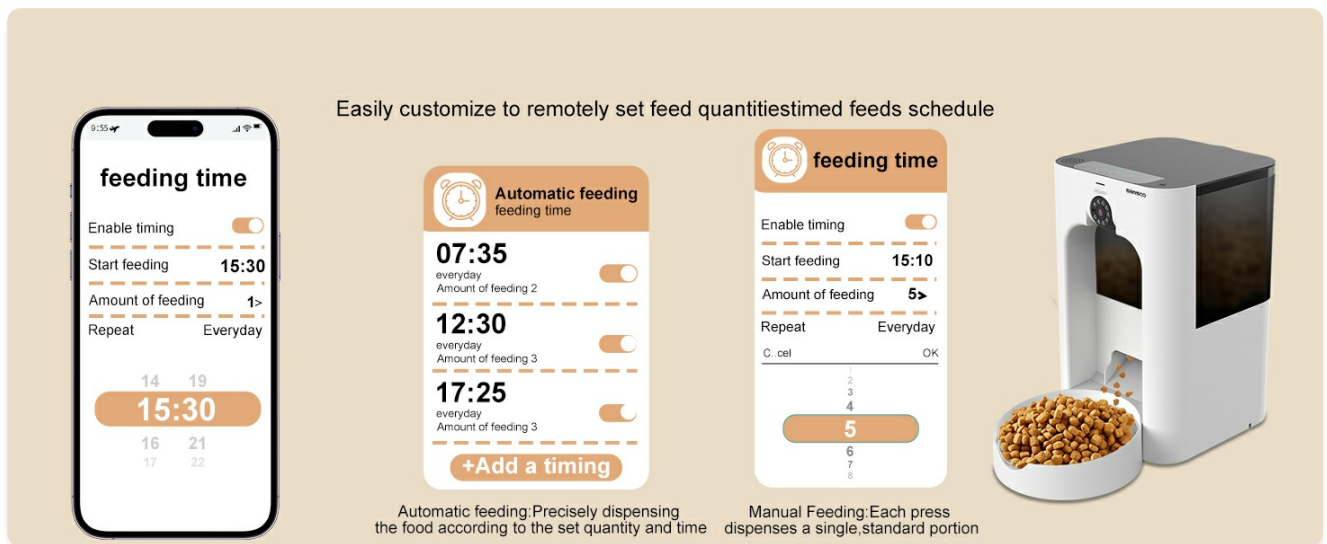 Easily customize to remotely set feed quantitiestimed feeds schedule
9:55
feeding time
Enable timing
Start feeding 15:30
Amount of feeding 1>
Repeat Everyday
14 19
15:30
16 21
17 22
Automatic feeding
feeding time
07:35
everyday
Amount of feeding 2
12:30
everyday
Amount of feeding 3
17:25
everyday
Amount of feeding 3
+Add a timing
Automatic feeding:Precisely dispensing
the food according to the set quantity and time
feeding time
Enable timing
Start feeding 15:10
Amount of feeding 5>
Repeat Everyday
C..cel OK
1
2
3
4
5
6
7
8
Manual Feeding:Each press
dispenses a single,standard portion